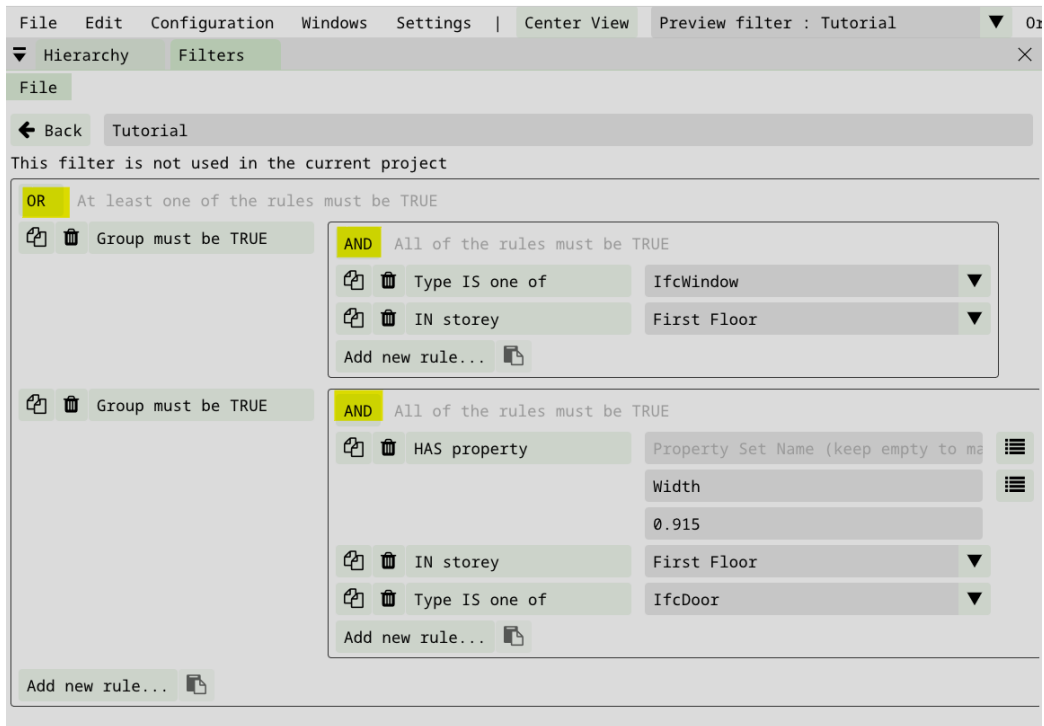 File Edit Configuration Windows Settings | Center View Preview filter : Tutorial
Hierarchy Filters
File
Back Tutorial
This filter is not used in the current project
OR At least one of the rules must be TRUE
Group must be TRUE
AND All of the rules must be TRUE
Type IS one of IfcWindow
IN storey First Floor
Add new rule...
Group must be TRUE
AND All of the rules must be TRUE
HAS property Property Set Name (keep empty to ma
Width
0.915
IN storey First Floor
Type IS one of IfcDoor
Add new rule...
Add new rule...